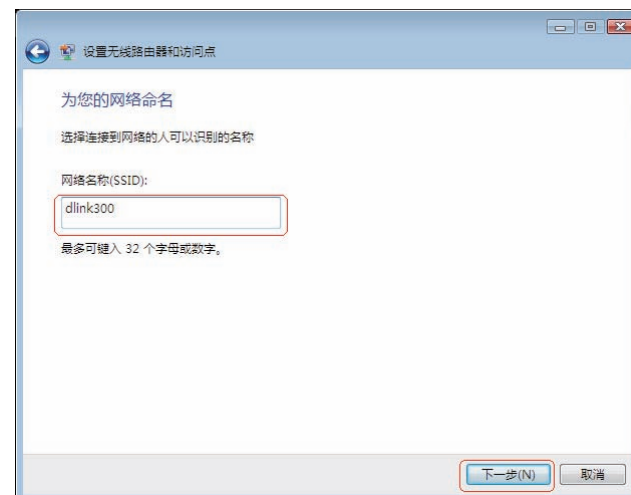 设置无线路由器和访问点
为您的网络命名
选择连接到网络的人可以识别的名称
网络名称(SSID):
dlink300
最多可键入 32 个字母或数字。
下一步(N) 取消